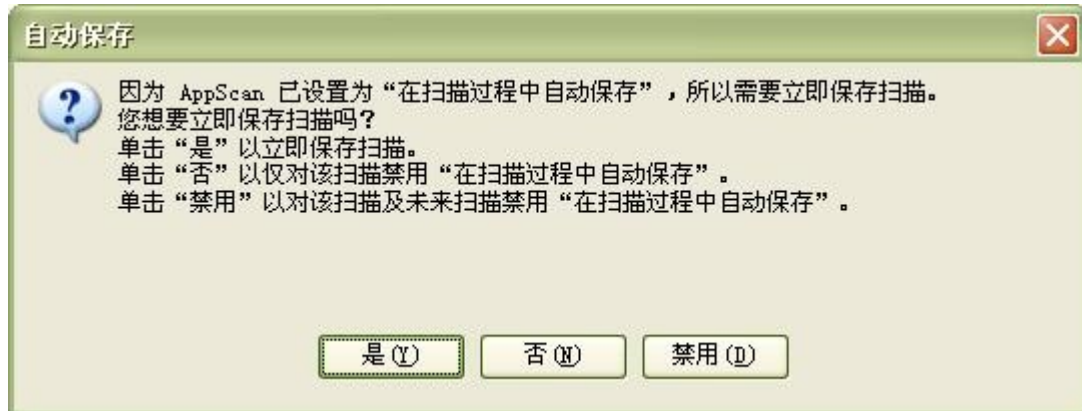 自动保存
因为 AppScan 已设置为“在扫描过程中自动保存”，所以需要立即保存扫描。
您想要立即保存扫描吗？
单击“是”以立即保存扫描。
单击“否”以仅对该扫描禁用“在扫描过程中自动保存”。
单击“禁用”以对该扫描及未来扫描禁用“在扫描过程中自动保存”。
是(Y) 否(N) 禁用(D)